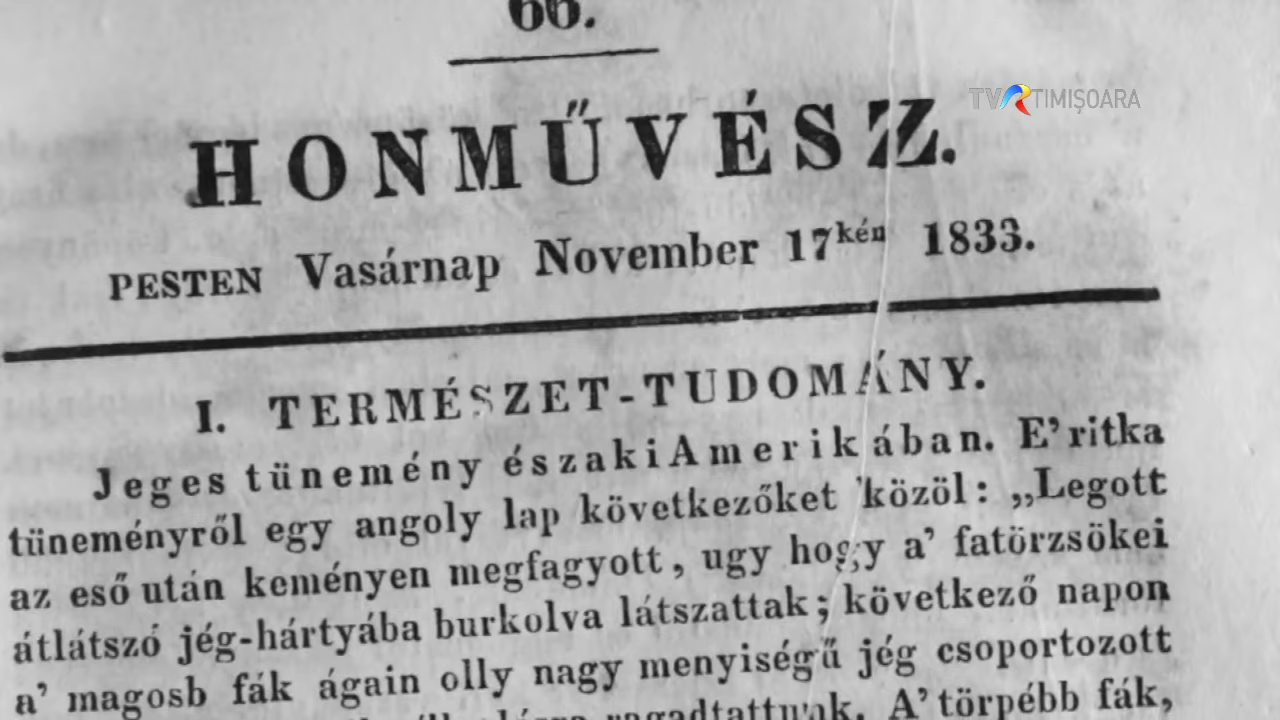 66.
TVR TIMIȘOARA
HONMŰVÉSZ.
PESTEN Vasárnap November 17kén 1833.
I. TERMÉSZET-TUDOMÁNY.
Jeges tünemény északi Amerikában. E' ritka
tüneményről egy angoly lap következőket közöl: „Legott
az eső után keményen megfagyott, ugy hogy a' fatörzsökei
átlátszó jég-hártyába burkolva látszattak; következő napon
a' magosb fák ágain olly nagy menyiségű jég csoportozott
ragadtattnak. A' törpébb fák,